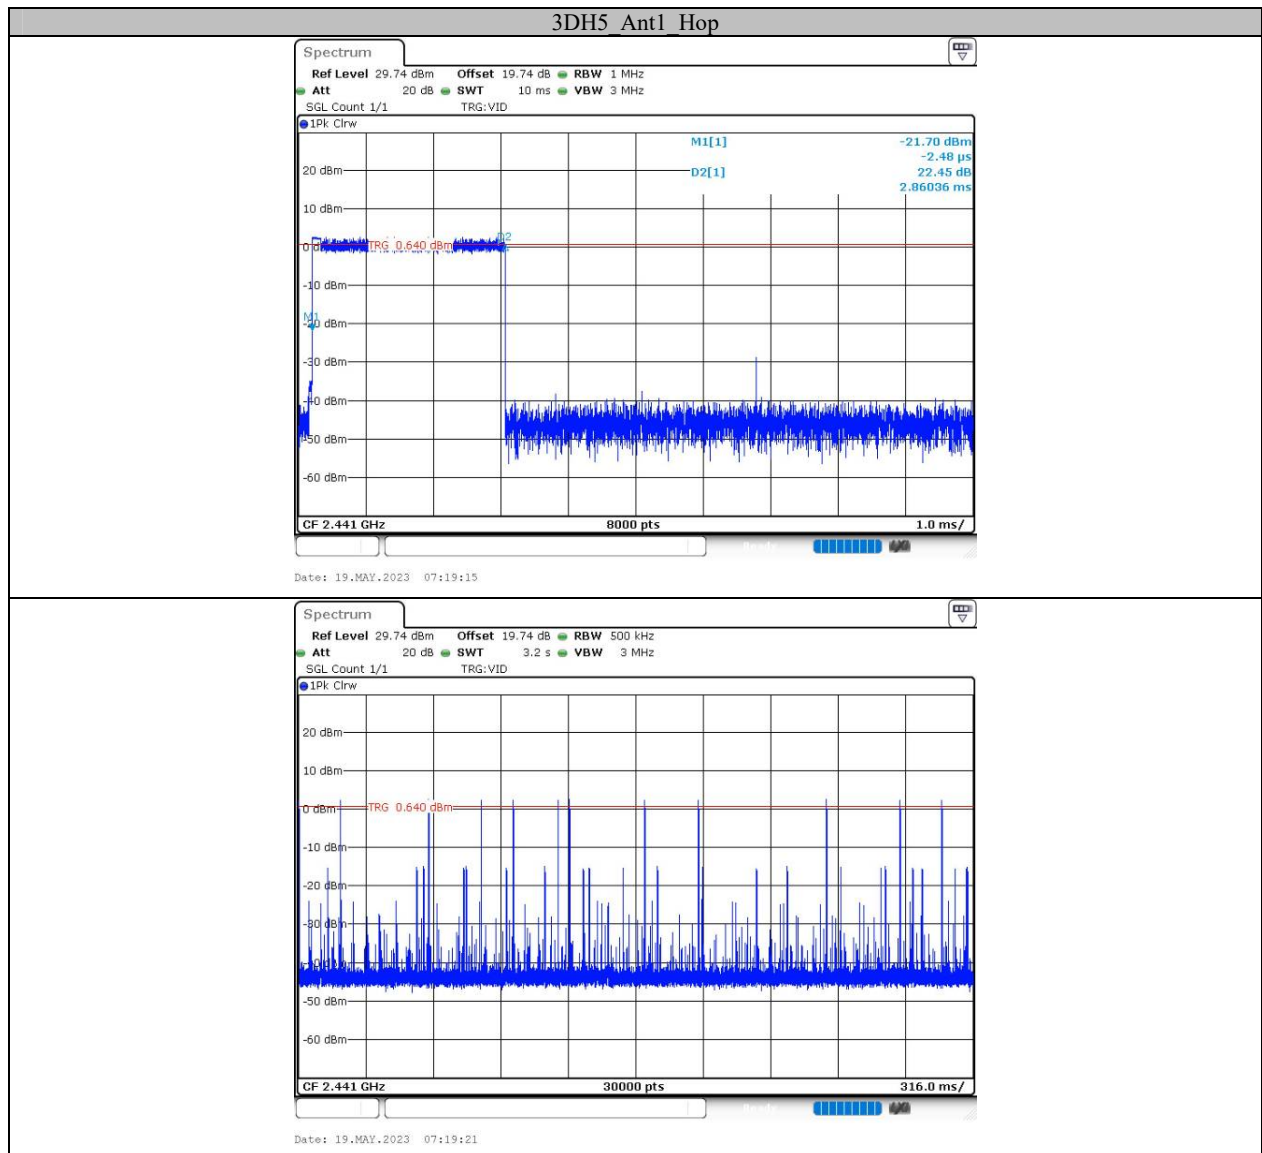 3DH5_Ant1_Hop
Spectrum
Ref Level 29.74 dBm Offset 19.74 dB RBW 1 MHz
Att 20 dB SWT 10 ms VBW 3 MHz
SGL Count 1/1 TRG:VID
1Pk Clrw
M1[1] -21.70 dBm
-2.48 µs
D2[1] 22.45 dB
2.86036 ms
20 dBm
10 dBm
D2
TRG 0.640 dBm
-10 dBm
M1
-20 dBm
-30 dBm
-40 dBm
-50 dBm
-60 dBm
CF 2.441 GHz 8000 pts 1.0 ms/
Date: 19.MAY.2023 07:19:15
Spectrum
Ref Level 29.74 dBm Offset 19.74 dB RBW 500 kHz
Att 20 dB SWT 3.2 s VBW 3 MHz
SGL Count 1/1 TRG:VID
1Pk Clrw
20 dBm
10 dBm
0 dBm TRG 0.640 dBm
-10 dBm
-20 dBm
-30 dBm
-50 dBm
-60 dBm
CF 2.441 GHz 30000 pts 316.0 ms/
Date: 19.MAY.2023 07:19:21